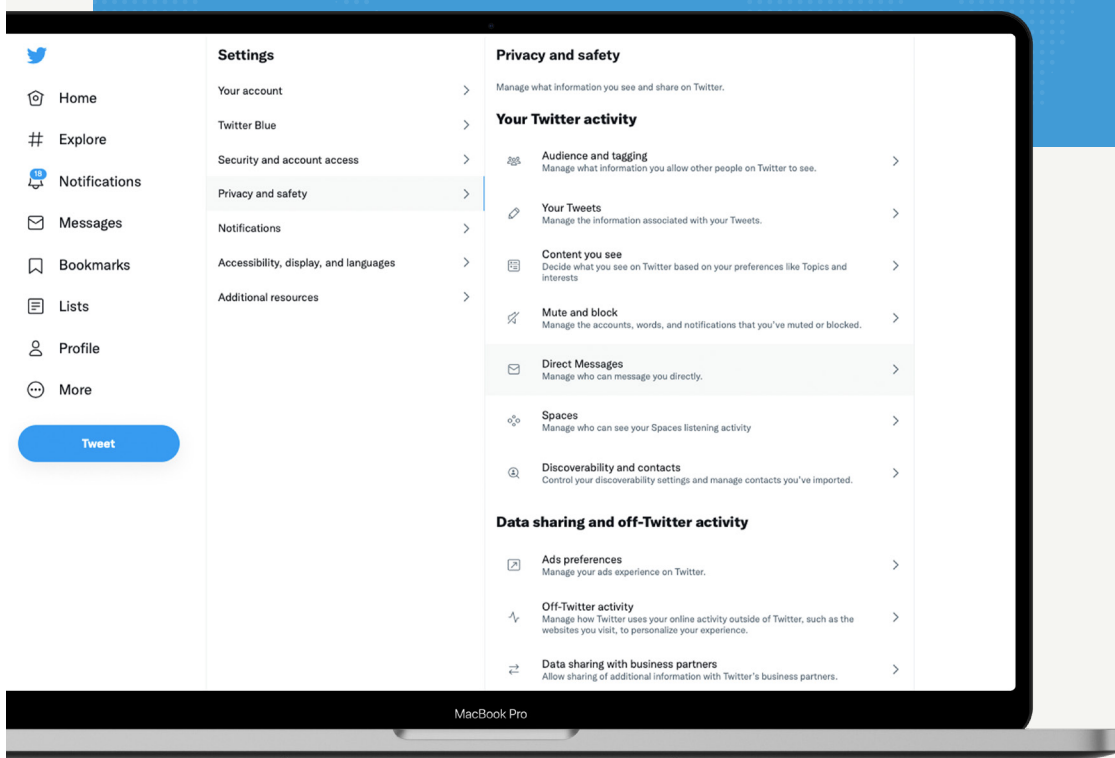 Home
Explore
18
Notifications
Messages
Bookmarks
Lists
Profile
More
Tweet
Settings
Your account
Twitter Blue
Security and account access
Privacy and safety
Notifications
Accessibility, display, and languages
Additional resources
Privacy and safety
Manage what information you see and share on Twitter.
Your Twitter activity
Audience and tagging
Manage what information you allow other people on Twitter to see.
Your Tweets
Manage the information associated with your Tweets.
Content you see
Decide what you see on Twitter based on your preferences like Topics and
interests
Mute and block
Manage the accounts, words, and notifications that you've muted or blocked.
Direct Messages
Manage who can message you directly.
Spaces
Manage who can see your Spaces listening activity
Discoverability and contacts
Control your discoverability settings and manage contacts you've imported.
Data sharing and off-Twitter activity
Ads preferences
Manage your ads experience on Twitter.
Off-Twitter activity
Manage how Twitter uses your online activity outside of Twitter, such as the
websites you visit, to personalize your experience.
Data sharing with business partners
Allow sharing of additional information with Twitter's business partners.
MacBook Pro